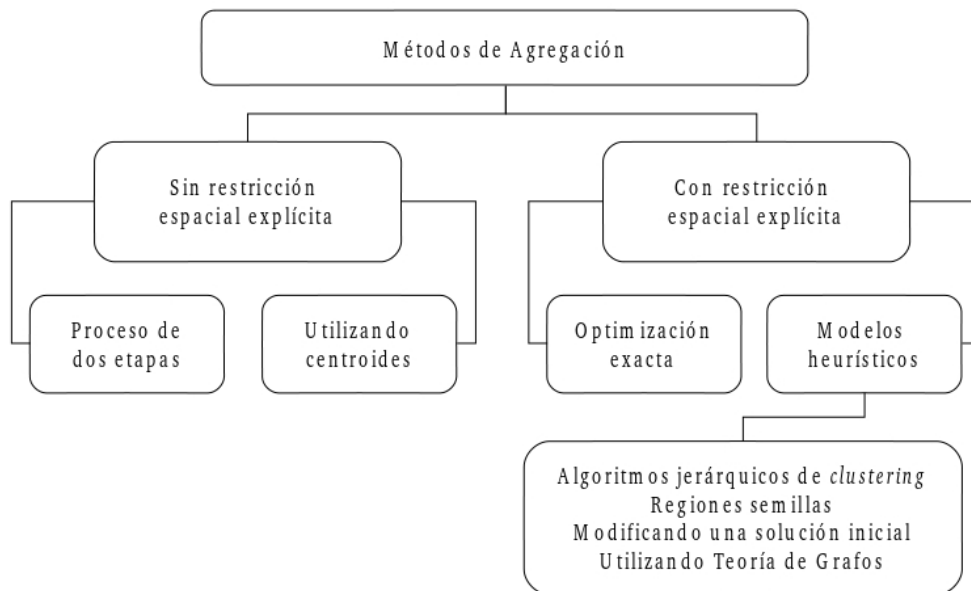 Métodos de Agregación
Sin restricción
espacial explícita
Con restricción
espacial explícita
Proceso de
dos etapas
Utilizando
centroides
Optimización
exacta
Modelos
heurísticos
Algoritmos jerárquicos de clustering
Regiones semillas
Modificando una solución inicial
Utilizando Teoría de Grafos